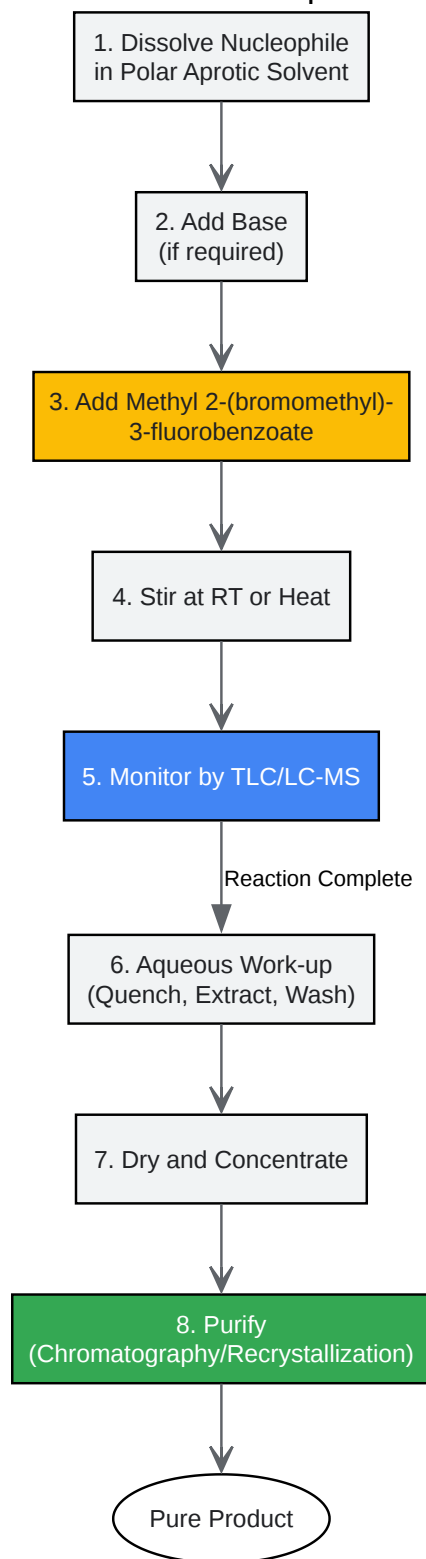 1. Dissolve Nucleophile
in Polar Aprotic Solvent
2. Add Base
(if required)
3. Add Methyl 2-(bromomethyl)-
3-fluorobenzoate
4. Stir at RT or Heat
5. Monitor by TLC/LC-MS
Reaction Complete
6. Aqueous Work-up
(Quench, Extract, Wash)
7. Dry and Concentrate
8. Purify
(Chromatography/Recrystallization)
Pure Product